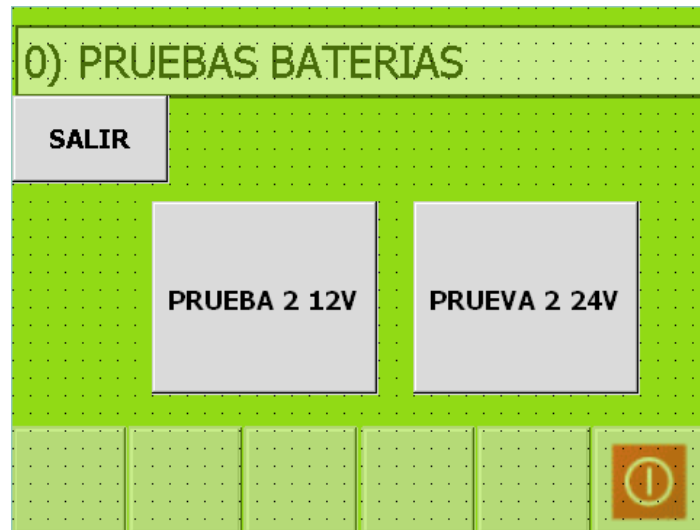 0) PRUEBAS BATERIAS
SALIR
PRUEBA 2 12V
PRUEVA 2 24V